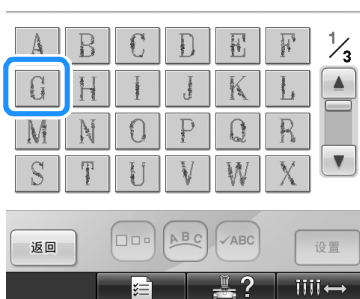 A B C D E F 1/3
G H I J K L
M N O P Q R
S T U V W X
返回 ABC ✓ABC 设置
?